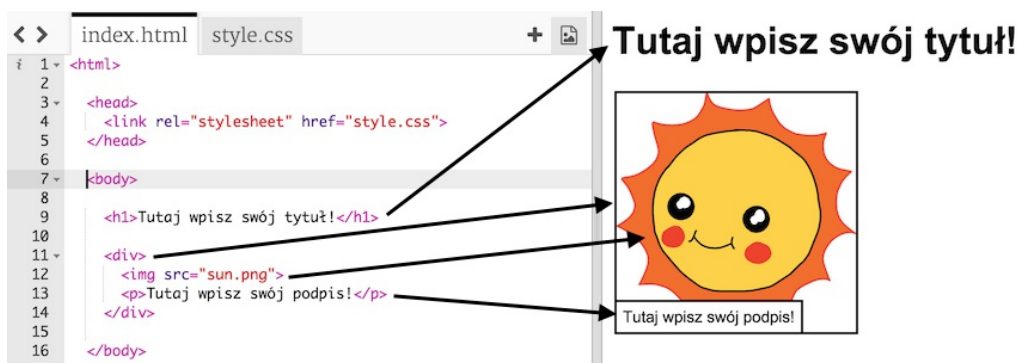 index.html style.css
i 1 <html>
2
3 <head>
4 <link rel="stylesheet" href="style.css">
5 </head>
6
7 <body>
8
9 <h1>Tutaj wpisz swój tytuł!</h1>
10
11 <div>
12 <img src="sun.png">
13 <p>Tutaj wpisz swój podpis!</p>
14 </div>
15
16 </body>
Tutaj wpisz swój tytuł!
Tutaj wpisz swój podpis!